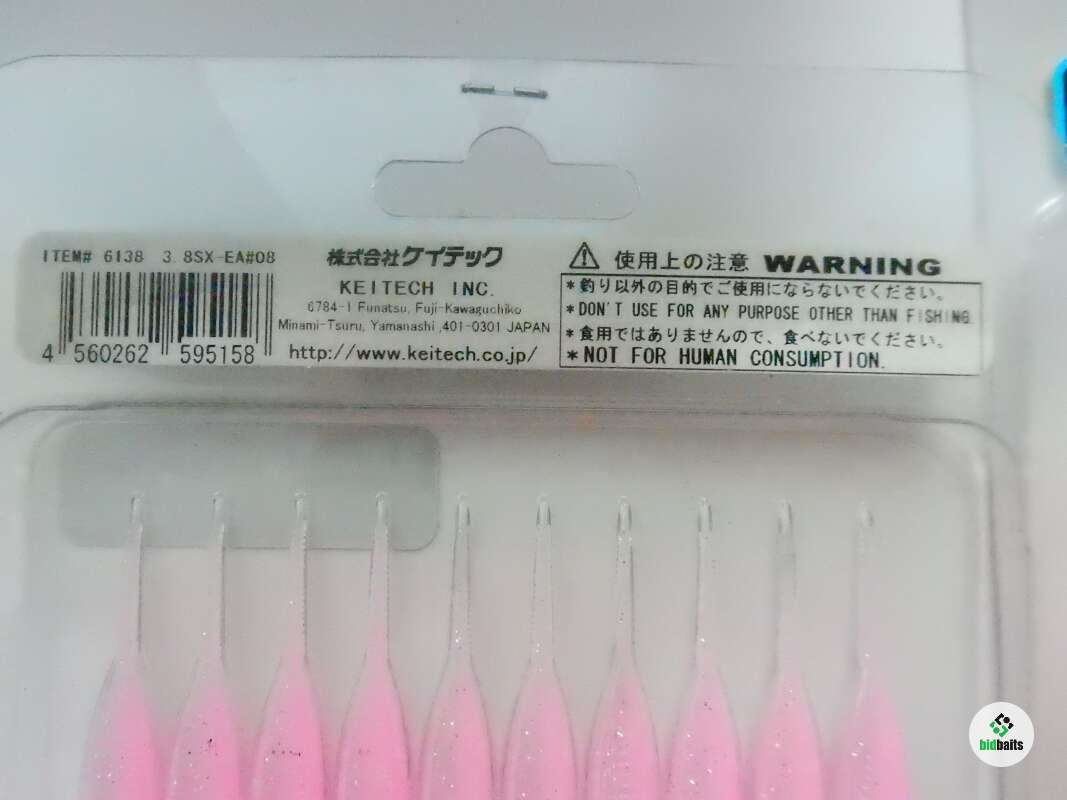 ITEM# 6138 3.8SX-EA#08
4 560262 595158
株式会社ケイテック
KEITECH INC.
6784-1 Funatsu, Fuji-Kawaguchiko
Minami-Tsuru, Yamanashi ,401-0301 JAPAN
http://www.keitech.co.jp/
使用上の注意 WARNING
*釣り以外の目的でご使用にならないでください。
*DON'T USE FOR ANY PURPOSE OTHER THAN FISHING.
*食用ではありませんので、食べないでください。
*NOT FOR HUMAN CONSUMPTION.
bidbaits